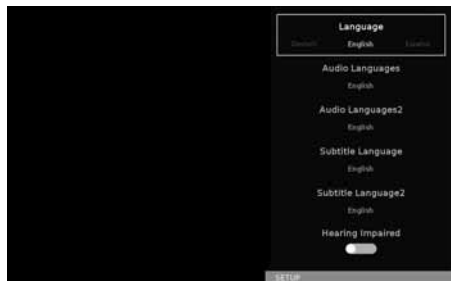 Language
English
Audio Languages
English
Audio Languages2
English
Subtitle Language
English
Subtitle Language2
English
Hearing Impaired
SETUP